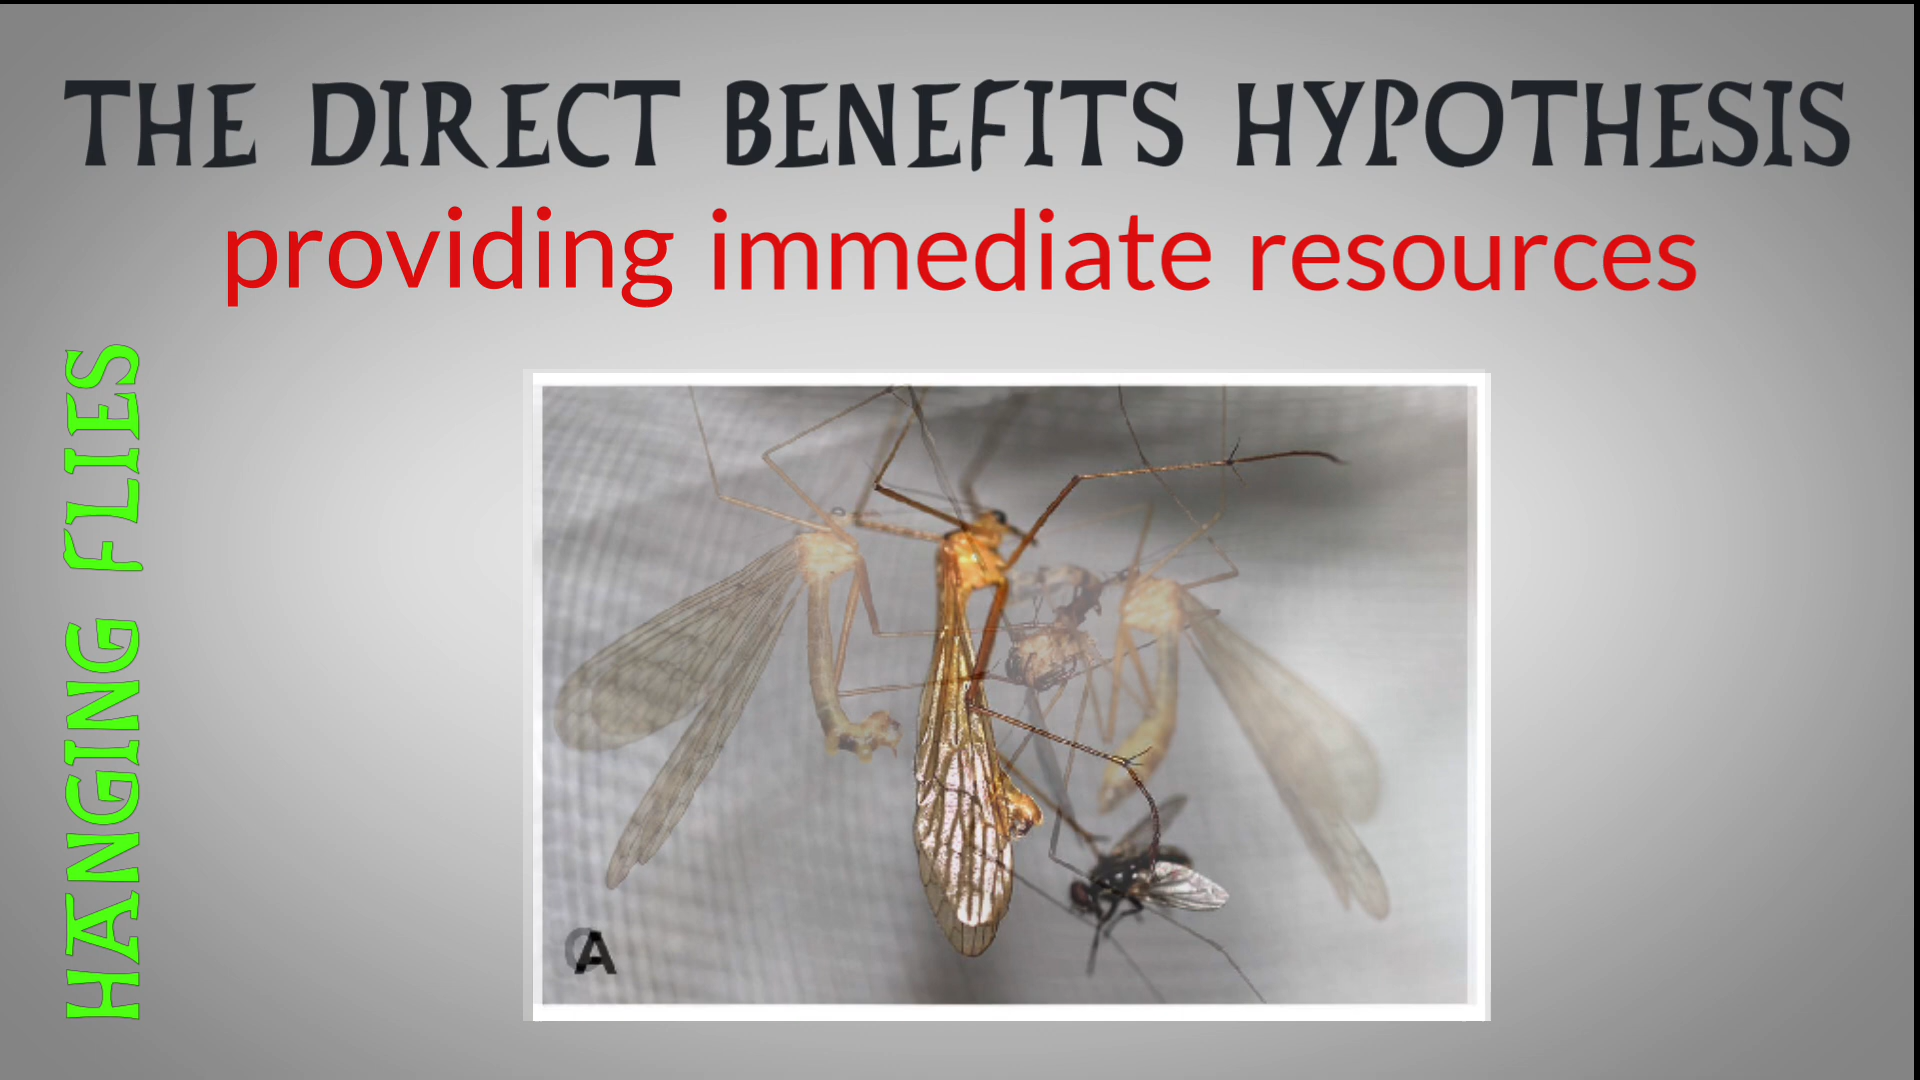 THE DIRECT BENEFITS HYPOTHESIS
providing immediate resources
HANGING FLIES
A